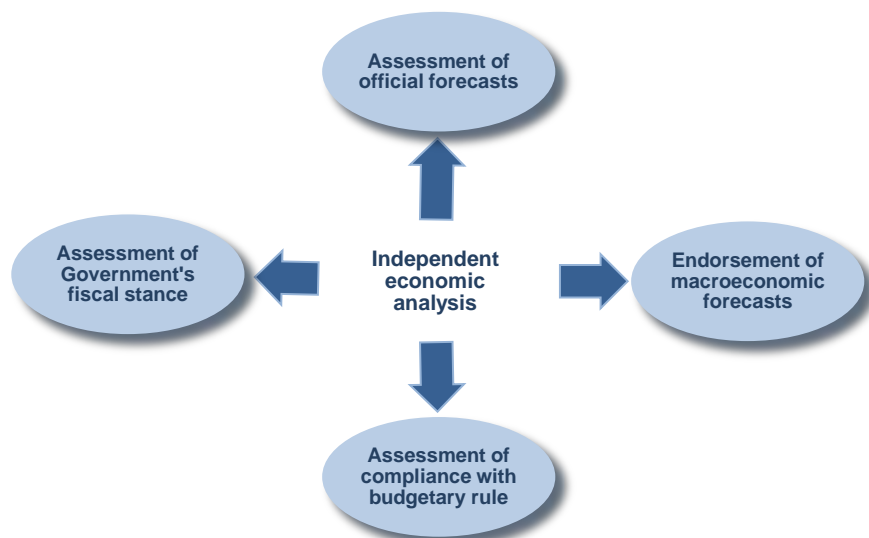 Assessment of
official forecasts
Assessment of
Government's
fiscal stance
Independent
economic
analysis
Endorsement of
macroeconomic
forecasts
Assessment of
compliance with
budgetary rule